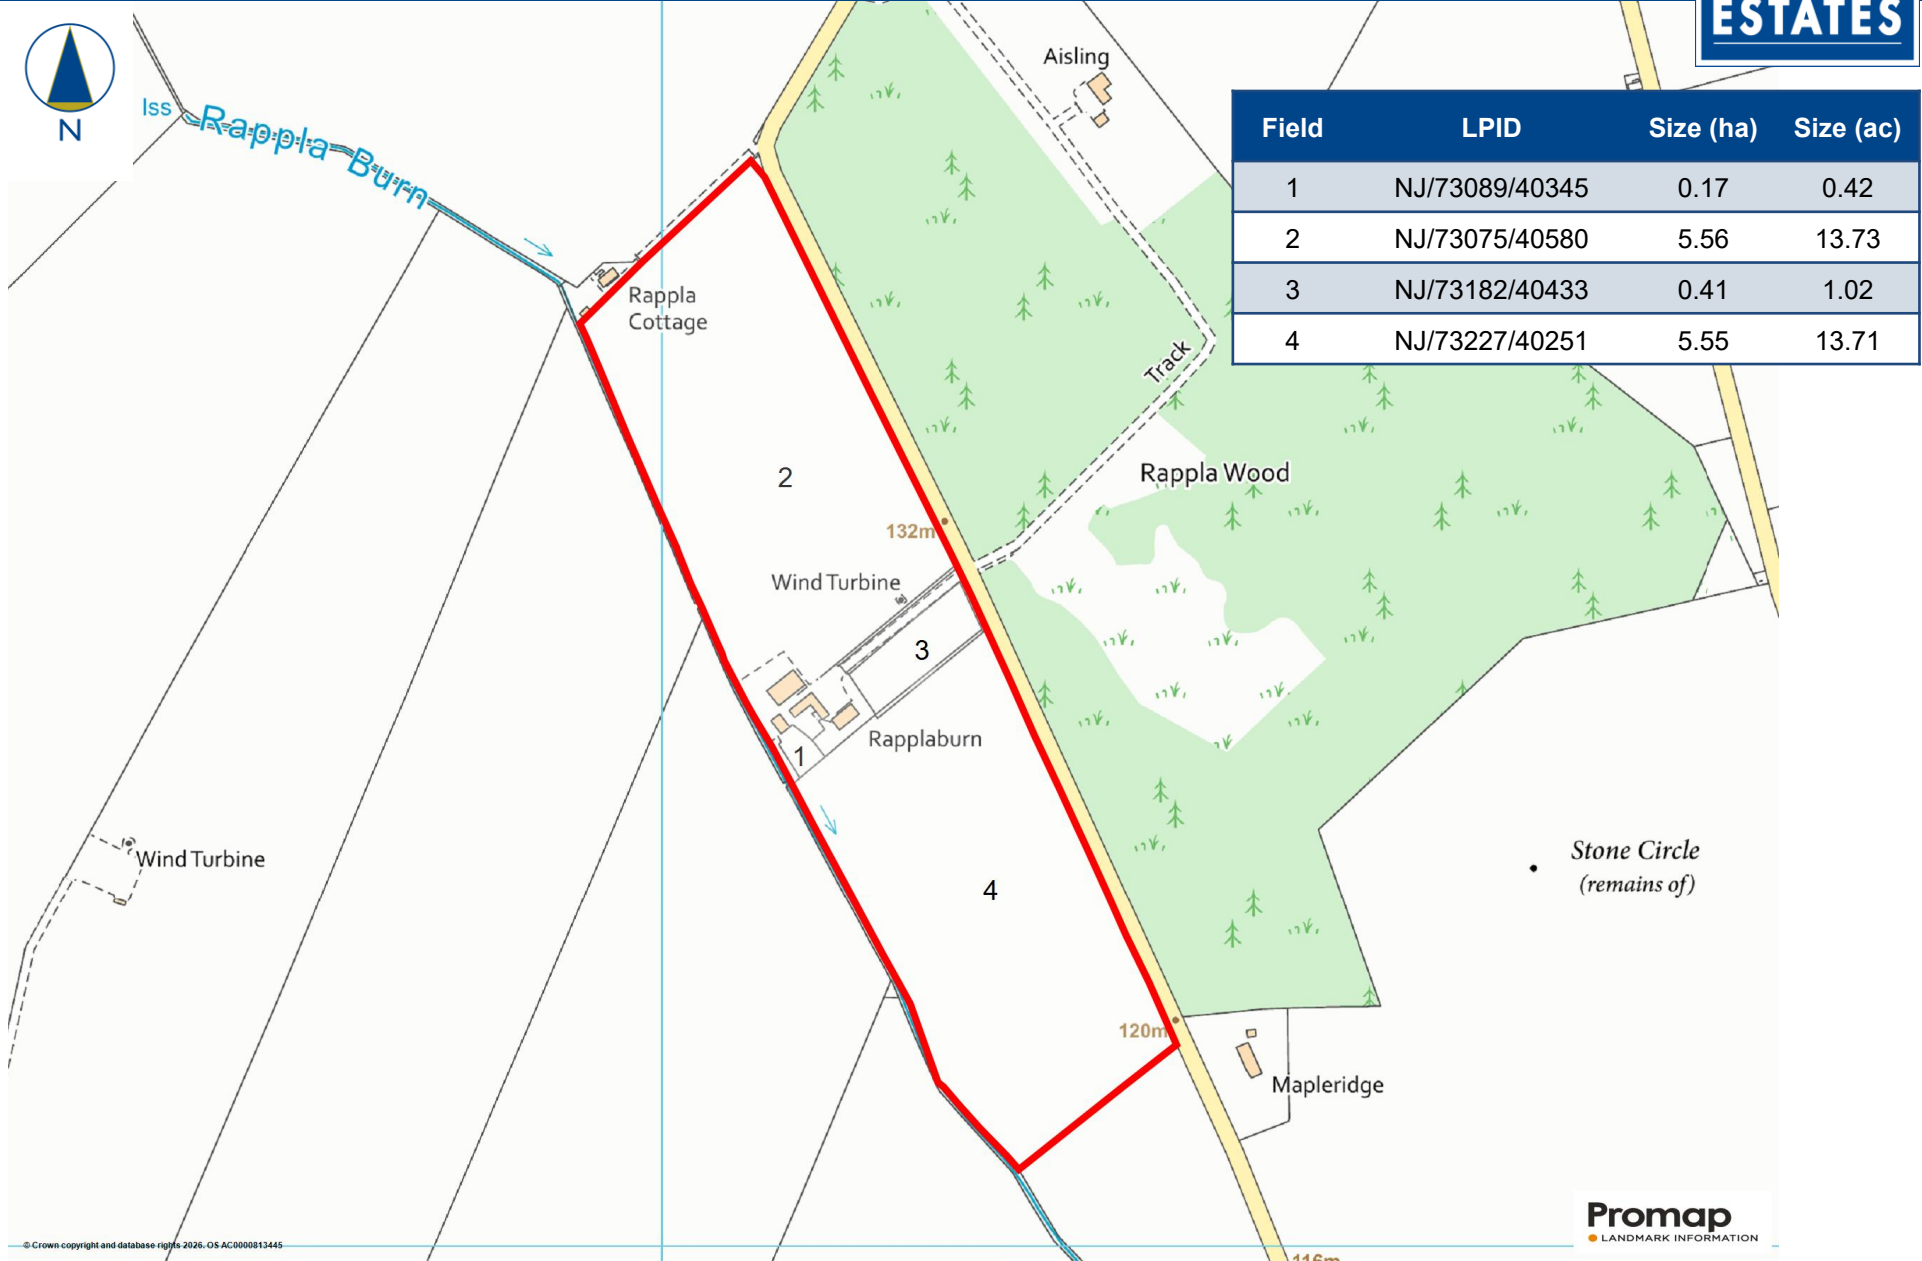 ESTATES
N
Iss
Rappla Burn
Aisling
Field LPID Size (ha) Size (ac)
1 NJ/73089/40345 0.17 0.42
2 NJ/73075/40580 5.56 13.73
3 NJ/73182/40433 0.41 1.02
4 NJ/73227/40251 5.55 13.71
Rappla
Cottage
Track
2
Rappla Wood
132m
Wind Turbine
3
Rapplaburn
1
Wind Turbine
4
Stone Circle
(remains of)
120m
Mapleridge
Promap
LANDMARK INFORMATION
© Crown copyright and database rights 2026. OS AC0000813445
116m